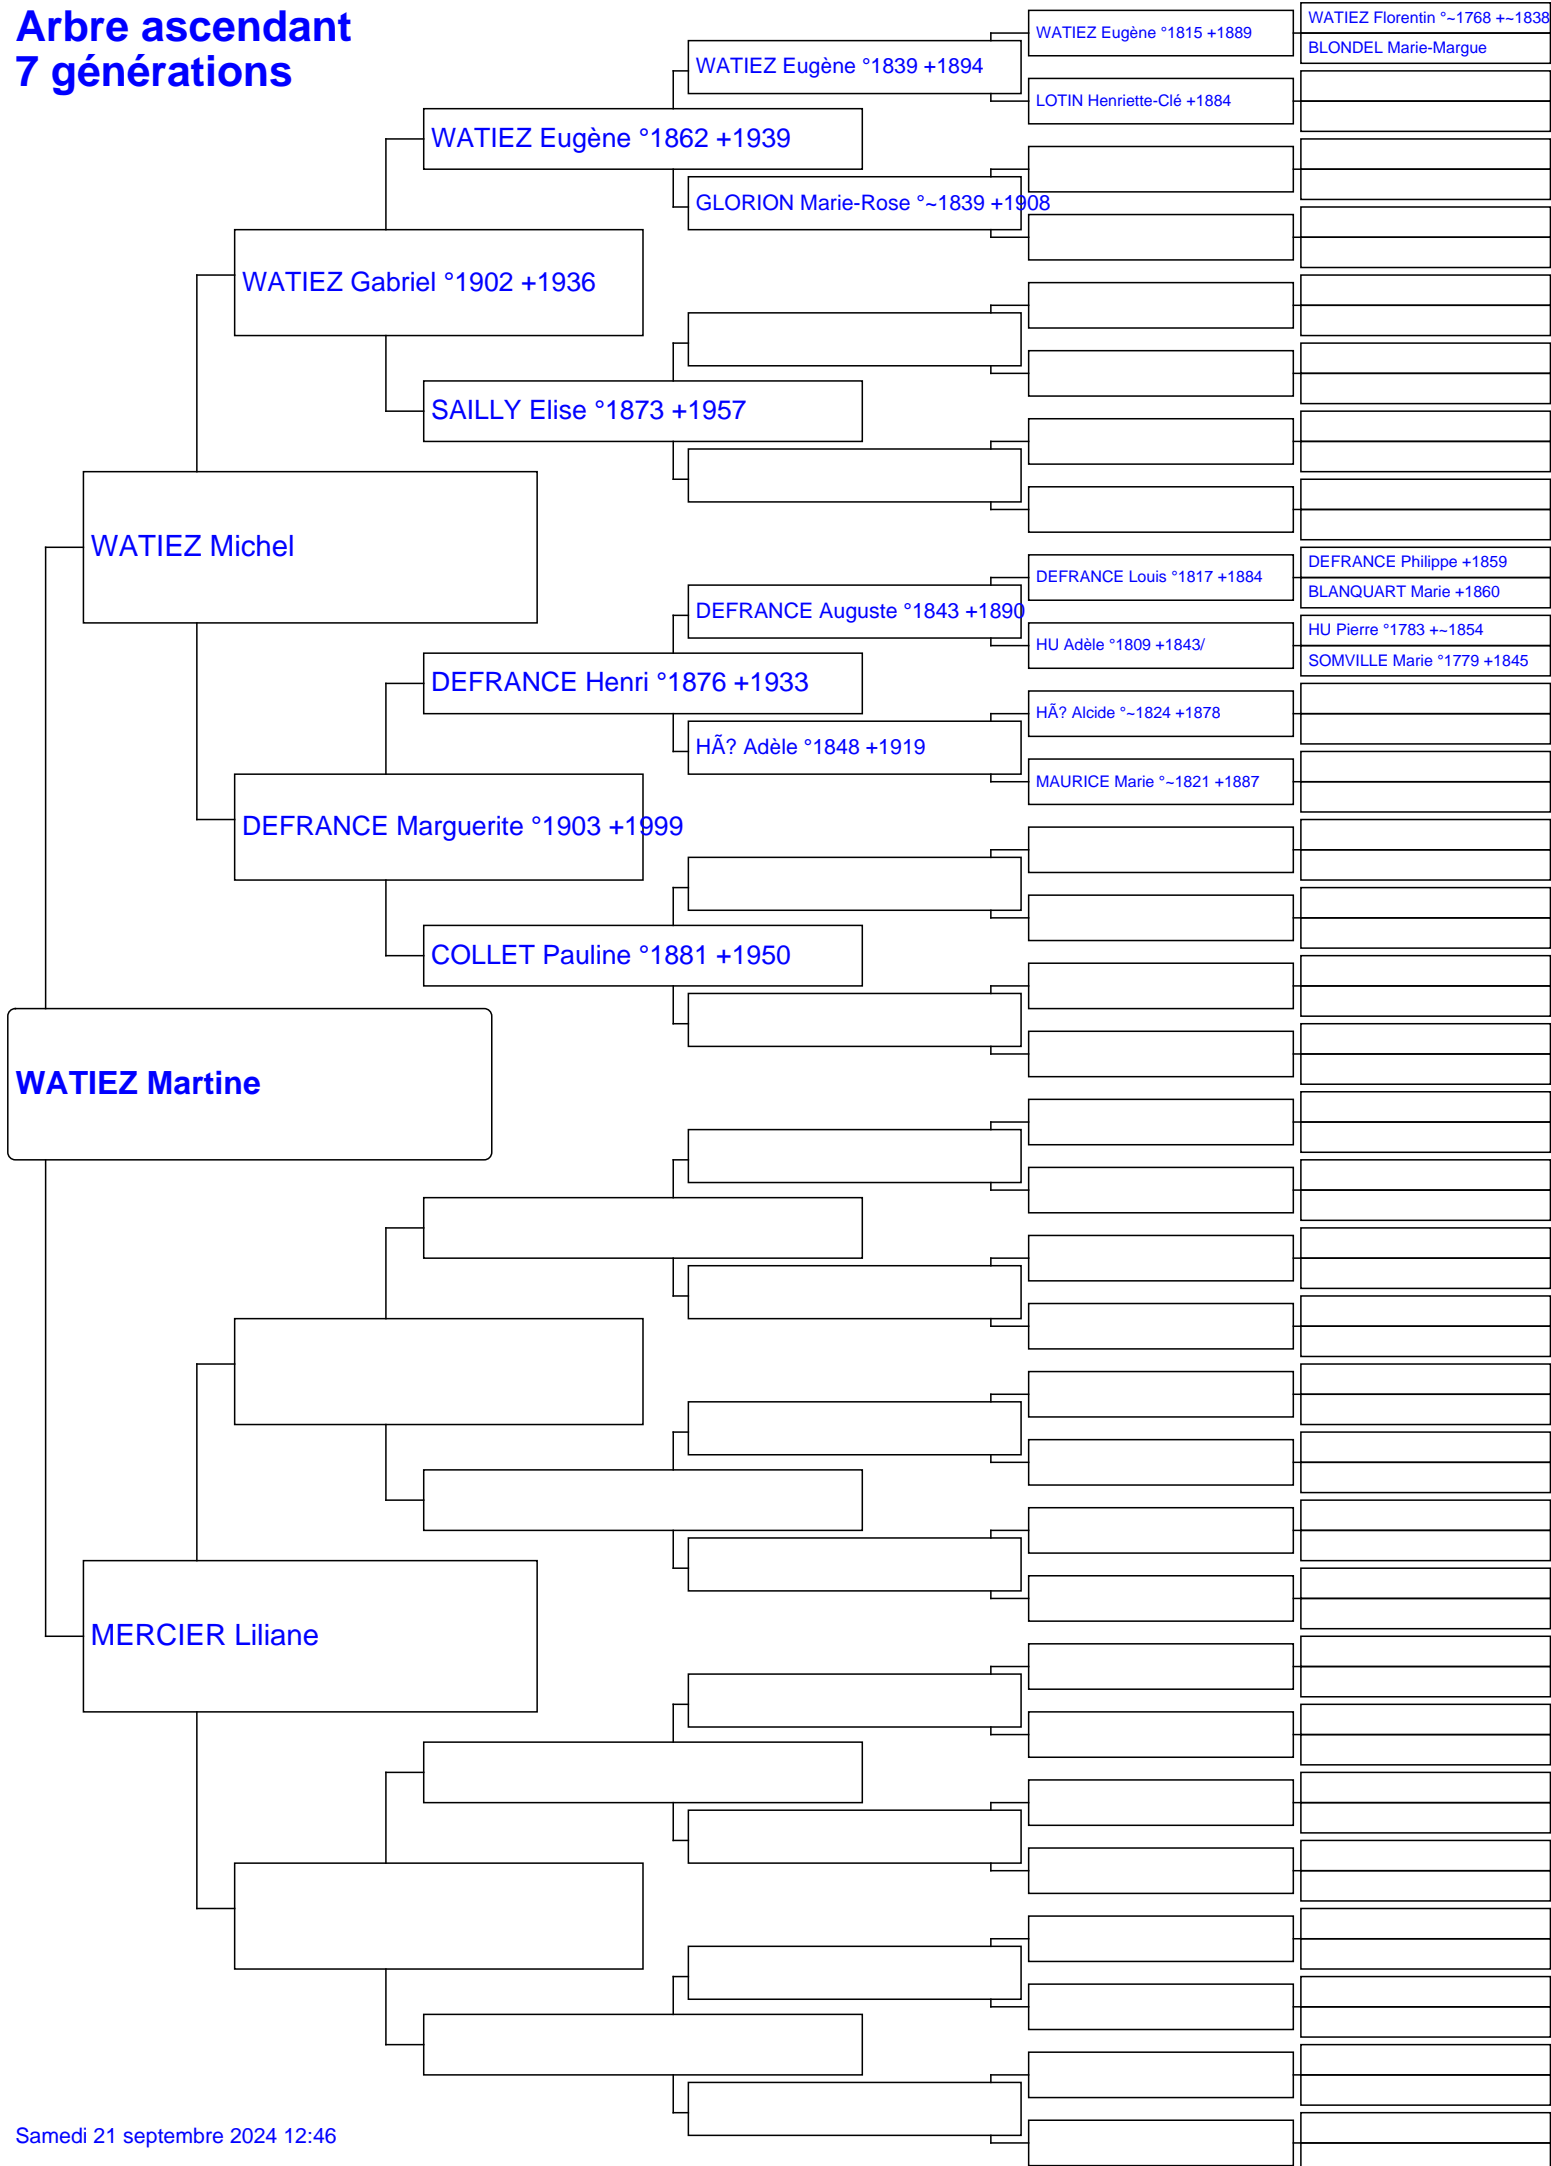 Arbre ascendant
7 générations
WATIEZ Florentin °~1768 +~1838
WATIEZ Eugène °1815 +1889
BLONDEL Marie-Margue
WATIEZ Eugène °1839 +1894
LOTIN Henriette-Clé +1884
WATIEZ Eugène °1862 +1939
GLORION Marie-Rose °~1839 +1908
WATIEZ Gabriel °1902 +1936
SAILLY Elise °1873 +1957
WATIEZ Michel
DEFRANCE Philippe +1859
DEFRANCE Louis °1817 +1884
BLANQUART Marie +1860
DEFRANCE Auguste °1843 +1890
HU Pierre °1783 +~1854
HU Adèle °1809 +1843/
SOMVILLE Marie °1779 +1845
DEFRANCE Henri °1876 +1933
HÃ? Alcide °~1824 +1878
HÃ? Adèle °1848 +1919
MAURICE Marie °~1821 +1887
DEFRANCE Marguerite °1903 +1999
COLLET Pauline °1881 +1950
WATIEZ Martine
MERCIER Liliane
Samedi 21 septembre 2024 12:46